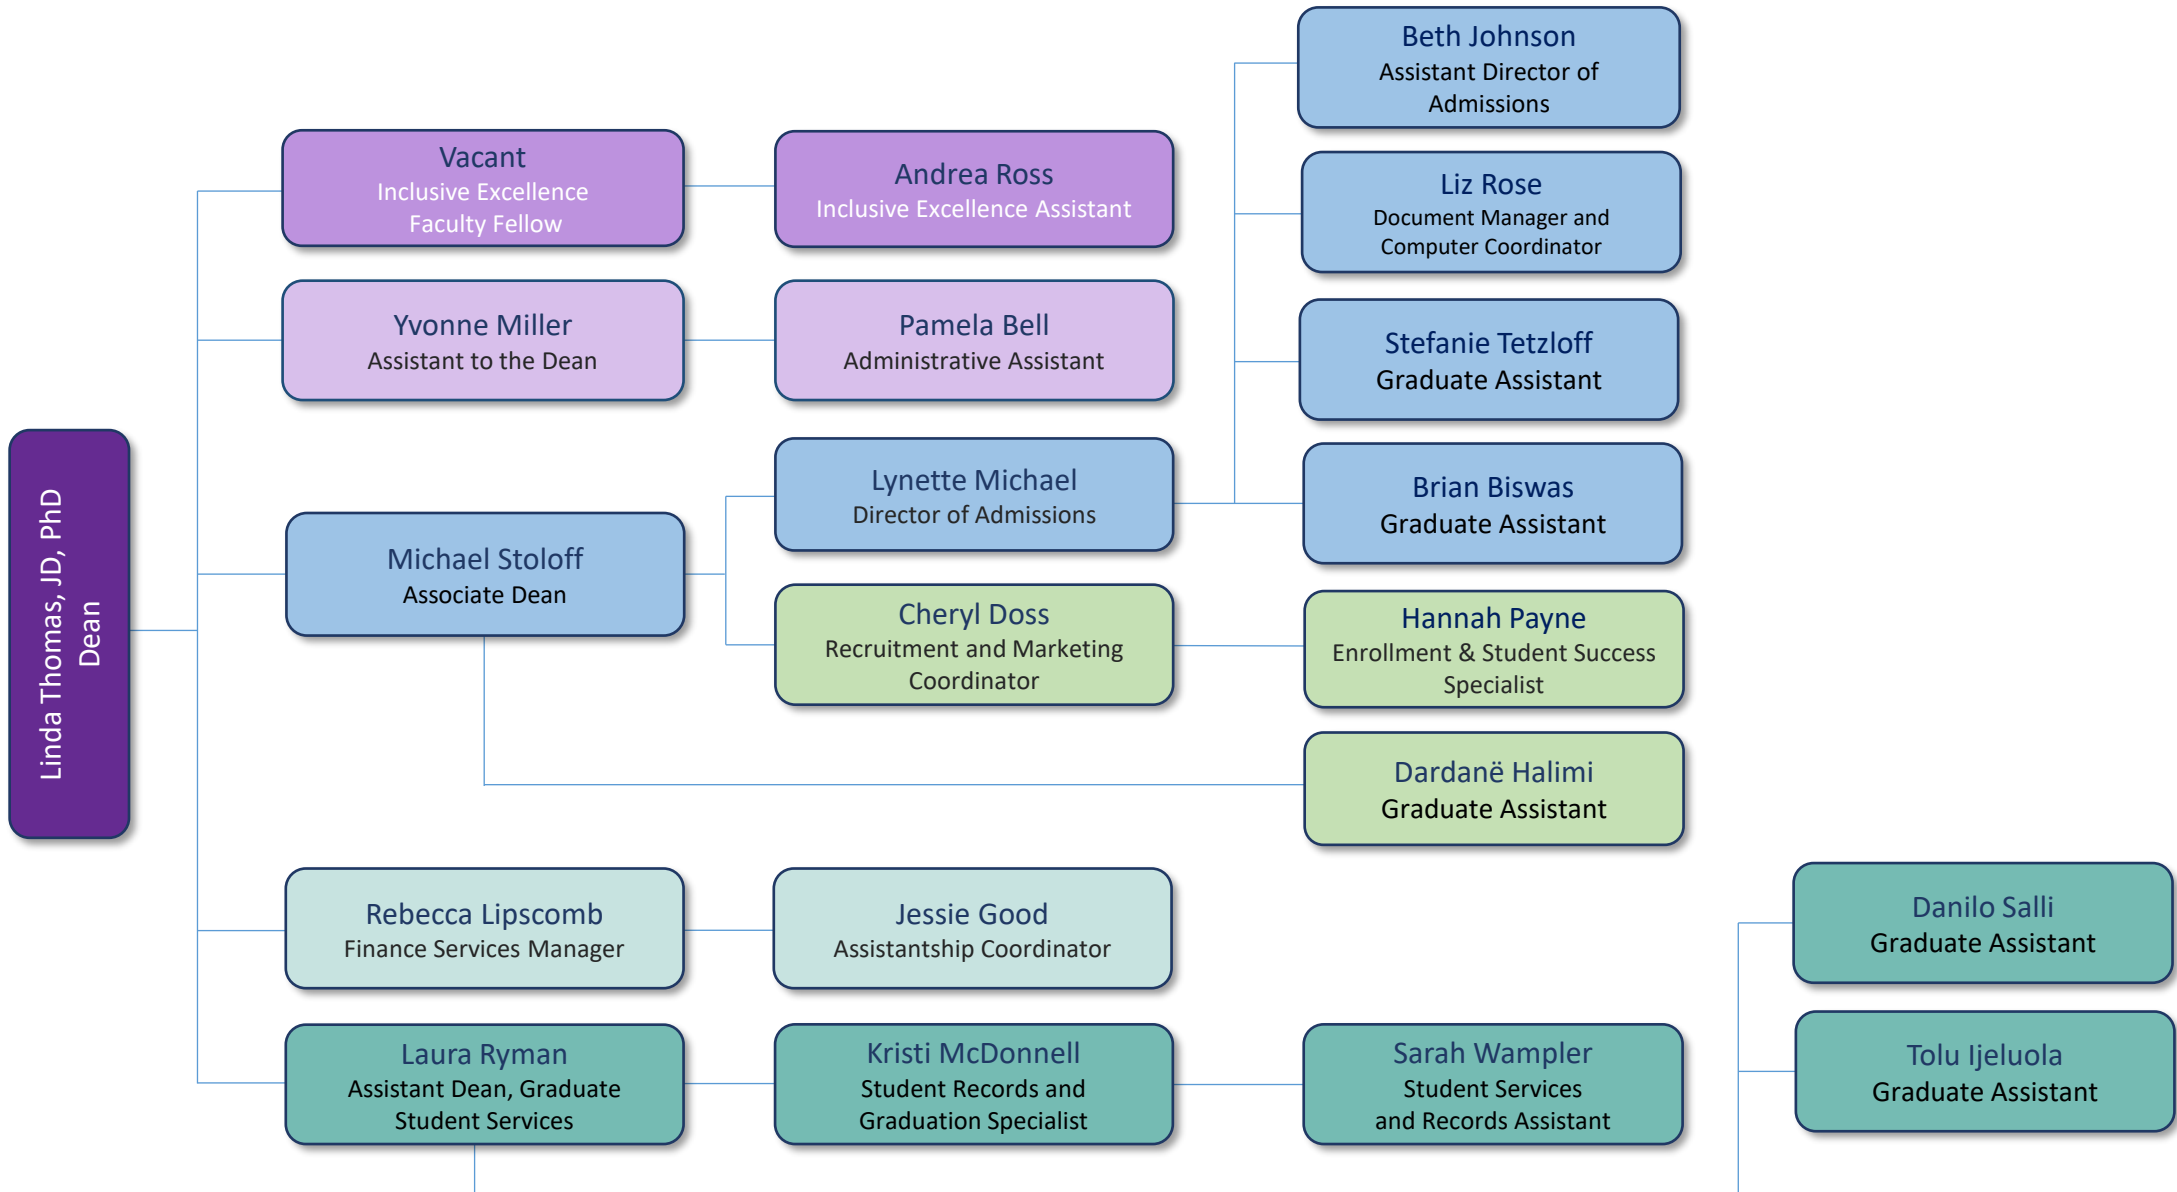 Linda Thomas, JD, PhD
Dean
Vacant
Inclusive Excellence
Faculty Fellow
Andrea Ross
Inclusive Excellence Assistant
Yvonne Miller
Assistant to the Dean
Pamela Bell
Administrative Assistant
Michael Stoloff
Associate Dean
Lynette Michael
Director of Admissions
Beth Johnson
Assistant Director of
Admissions
Liz Rose
Document Manager and
Computer Coordinator
Stefanie Tetzloff
Graduate Assistant
Brian Biswas
Graduate Assistant
Cheryl Doss
Recruitment and Marketing
Coordinator
Hannah Payne
Enrollment & Student Success
Specialist
Dardanë Halimi
Graduate Assistant
Rebecca Lipscomb
Finance Services Manager
Jessie Good
Assistantship Coordinator
Laura Ryman
Assistant Dean, Graduate
Student Services
Kristi McDonnell
Student Records and
Graduation Specialist
Sarah Wampler
Student Services
and Records Assistant
Danilo Salli
Graduate Assistant
Tolu Ijeluola
Graduate Assistant